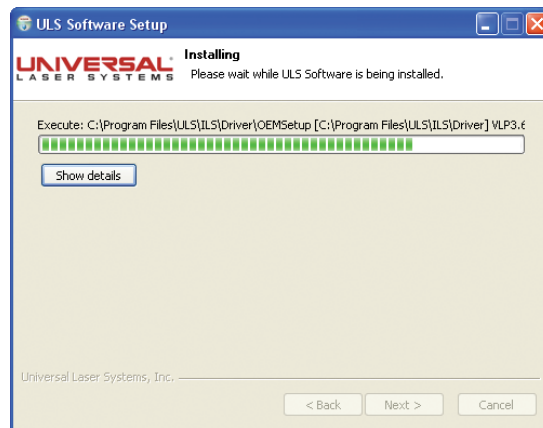 ULS Software Setup
UNIVERSAL
LASER SYSTEMS
Installing
Please wait while ULS Software is being installed.
Execute: C:\Program Files\ULS\ILS\Driver\OEMSetup [C:\Program Files\ULS\ILS\Driver] VLP3.6
Show details
Universal Laser Systems, Inc.
< Back
Next >
Cancel